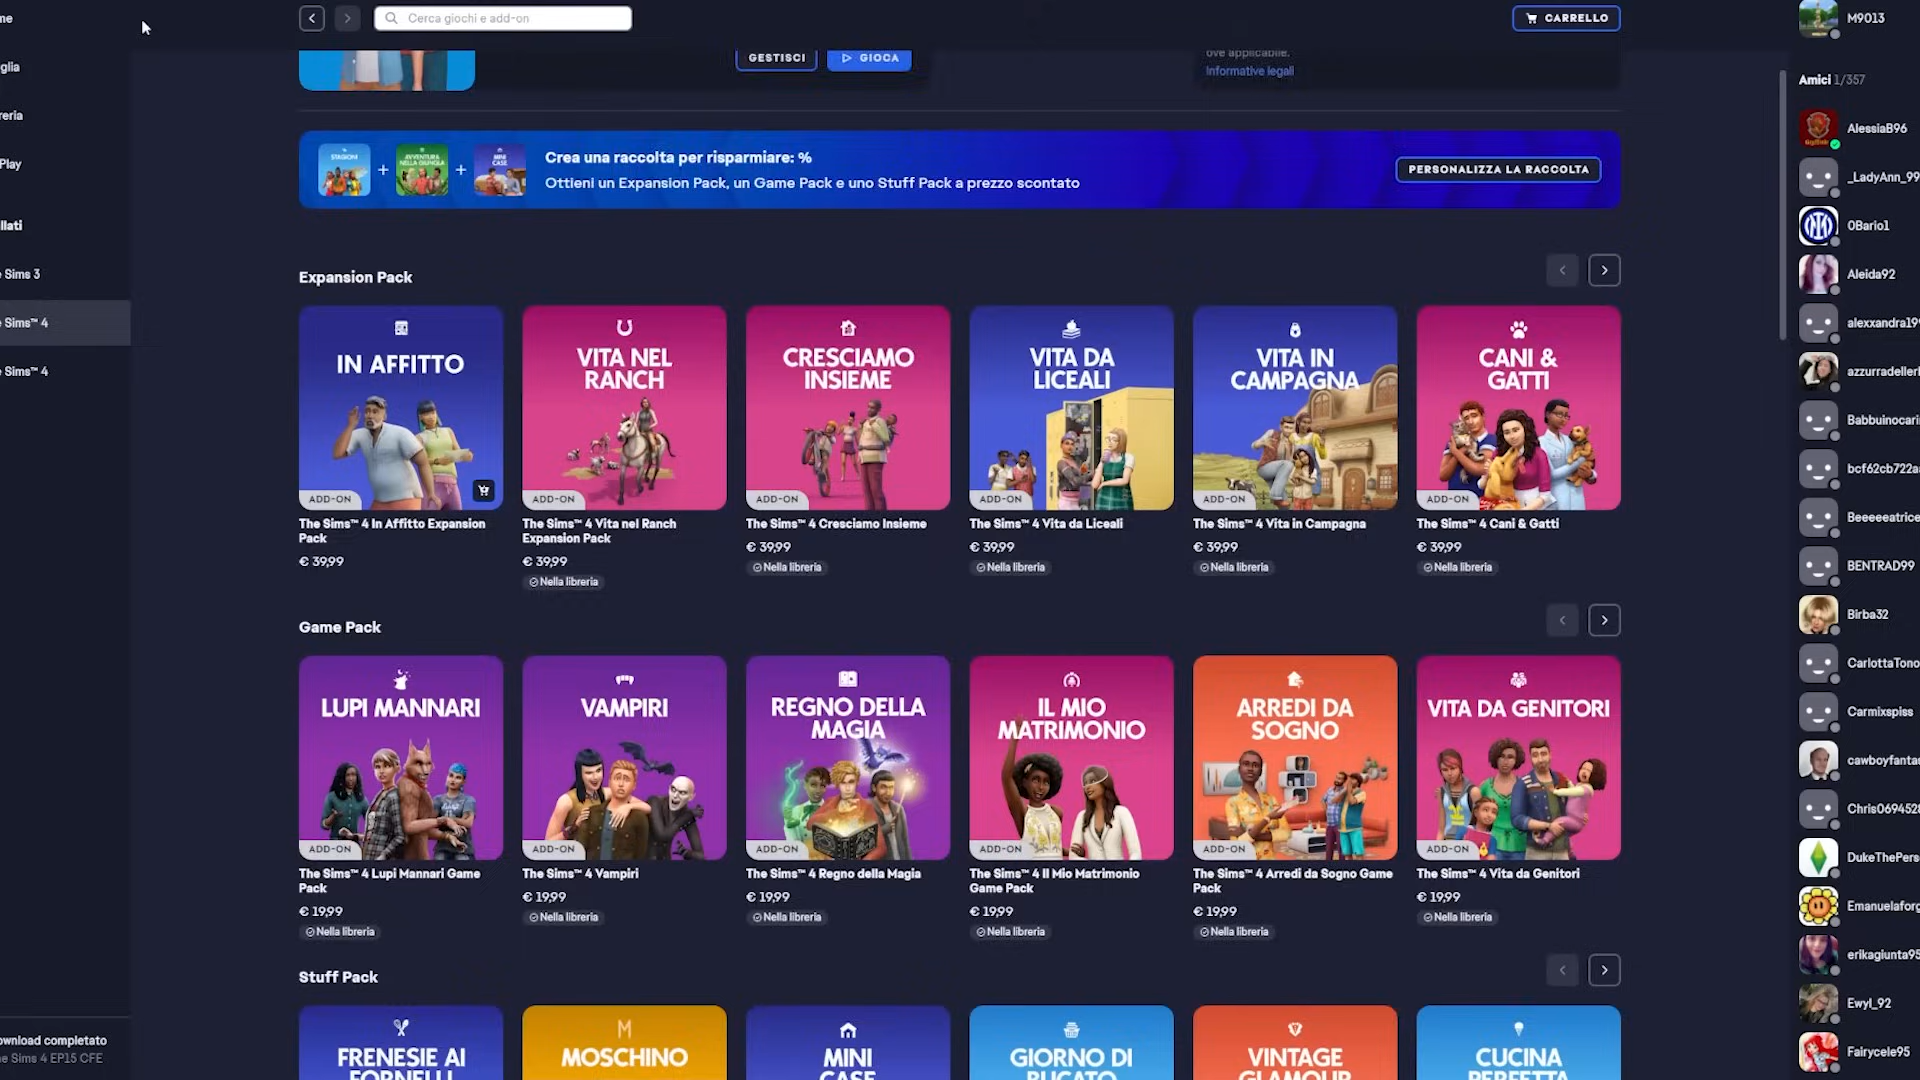 me
Cerca giochi e add-on
CARRELLO
M9013
glia
reria
Play
llati
e Sims 3
e Sims™ 4
e Sims™ 4
GESTISCI
GIOCA
ove applicabile.
Informative legali
Amici 1/357
STAGIONI
AVVENTURA
NELLA GIUNGLA
MINI
CASE
+
+
Crea una raccolta per risparmiare: %
Ottieni un Expansion Pack, un Game Pack e uno Stuff Pack a prezzo scontato
PERSONALIZZA LA RACCOLTA
Expansion Pack
IN AFFITTO
ADD-ON
The Sims™ 4 In Affitto Expansion
Pack
€ 39,99
VITA NEL
RANCH
ADD-ON
The Sims™ 4 Vita nel Ranch
Expansion Pack
€ 39,99
Nella libreria
CRESCIAMO
INSIEME
ADD-ON
The Sims™ 4 Cresciamo Insieme
€ 39,99
Nella libreria
VITA DA
LICEALI
ADD-ON
The Sims™ 4 Vita da Liceali
€ 39,99
Nella libreria
VITA IN
CAMPAGNA
ADD-ON
The Sims™ 4 Vita in Campagna
€ 39,99
Nella libreria
CANI &
GATTI
ADD-ON
The Sims™ 4 Cani & Gatti
€ 39,99
Nella libreria
Game Pack
LUPI MANNARI
ADD-ON
The Sims™ 4 Lupi Mannari Game
Pack
€ 19,99
Nella libreria
VAMPIRI
ADD-ON
The Sims™ 4 Vampiri
€ 19,99
Nella libreria
REGNO DELLA
MAGIA
ADD-ON
The Sims™ 4 Regno della Magia
€ 19,99
Nella libreria
IL MIO
MATRIMONIO
ADD-ON
The Sims™ 4 Il Mio Matrimonio
Game Pack
€ 19,99
Nella libreria
ARREDI DA
SOGNO
ADD-ON
The Sims™ 4 Arredi da Sogno Game
Pack
€ 19,99
Nella libreria
VITA DA GENITORI
ADD-ON
The Sims™ 4 Vita da Genitori
€ 19,99
Nella libreria
Stuff Pack
M
FRENESIE AI
FORNELLI
MOSCHINO
MINI
CASE
GIORNO DI
BUCATO
VINTAGE
GLAMOUR
CUCINA
PERFETTA
ownload completato
he Sims 4 EP15 CFE
AlessiaB96
_LadyAnn_99
0Bario1
Aleida92
alexxandra199
azzurradellerb
Babbuinocari
bcf62cb722a
Beeeeeatrice
BENTRAD99
Birba32
CarlottaTono
Carmixspiss
cawboyfantas
Chris0694528
DukeThePers
Emanuelaforg
erikagiunta95
Ewyl_92
Fairycele95